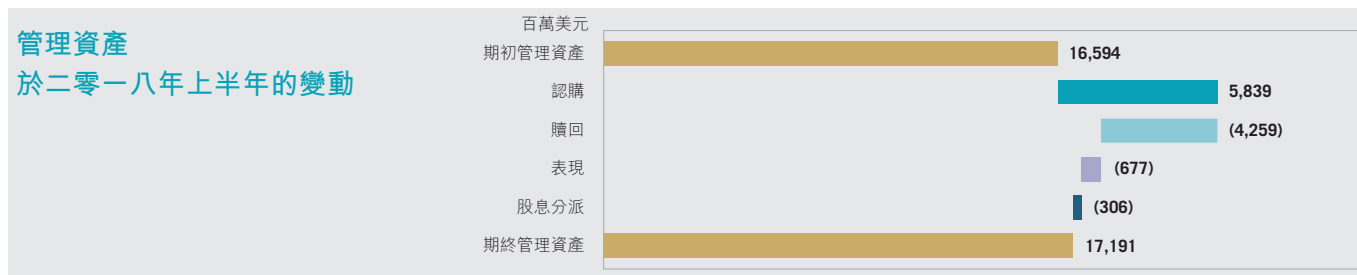 管理資產
於二零一八年上半年的變動
百萬美元
期初管理資產 16,594
認購 5,839
贖回 (4,259)
表現 (677)
股息分派 (306)
期終管理資產 17,191